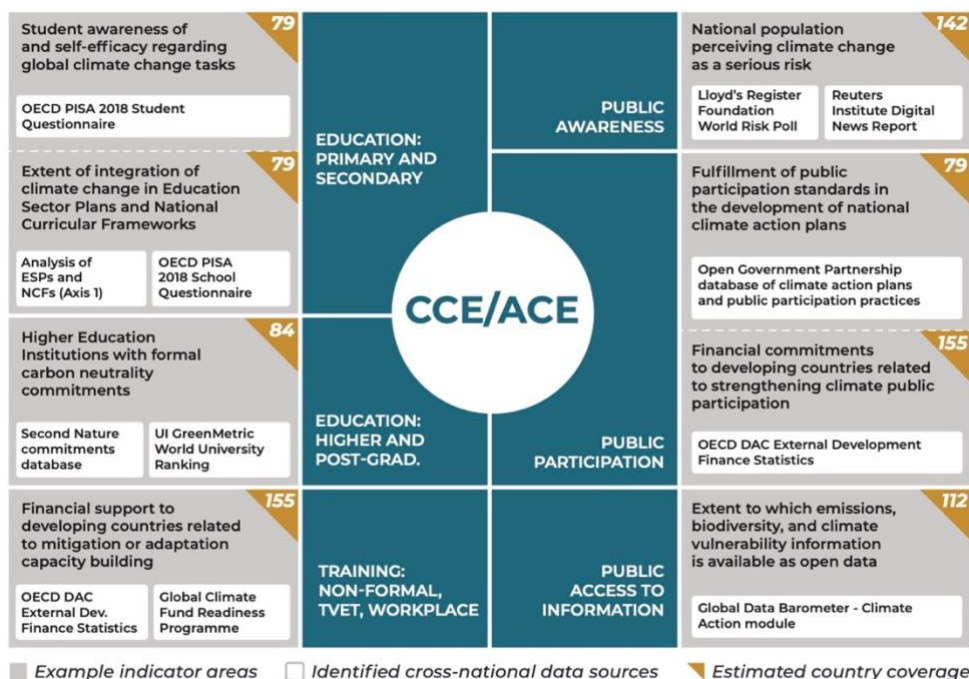 Student awareness of
and self-efficacy regarding
global climate change tasks
79
OECD PISA 2018 Student
Questionnaire
Extent of integration of
climate change in Education
Sector Plans and National
Curricular Frameworks
79
Analysis of
ESPs and
NCFs (Axis 1)
OECD PISA
2018 School
Questionnaire
Higher Education
Institutions with formal
carbon neutrality
commitments
84
Second Nature
commitments
database
UI GreenMetric
World University
Ranking
Financial support to
developing countries related
to mitigation or adaptation
capacity building
155
OECD DAC
External Dev.
Finance Statistics
Global Climate
Fund Readiness
Programme
EDUCATION:
PRIMARY AND
SECONDARY
EDUCATION:
HIGHER AND
POST-GRAD.
TRAINING:
NON-FORMAL,
TVET, WORKPLACE
CCE/ACE
PUBLIC
AWARENESS
PUBLIC
PARTICIPATION
PUBLIC
ACCESS TO
INFORMATION
National population
perceiving climate change
as a serious risk
142
Lloyd's Register
Foundation
World Risk Poll
Reuters
Institute Digital
News Report
Fulfillment of public
participation standards in
the development of national
climate action plans
79
Open Government Partnership
database of climate action plans
and public participation practices
Financial commitments
to developing countries related
to strengthening climate public
participation
155
OECD DAC External Development
Finance Statistics
Extent to which emissions,
biodiversity, and climate
vulnerability information
is available as open data
112
Global Data Barometer - Climate
Action module
Example indicator areas
Identified cross-national data sources
Estimated country coverage